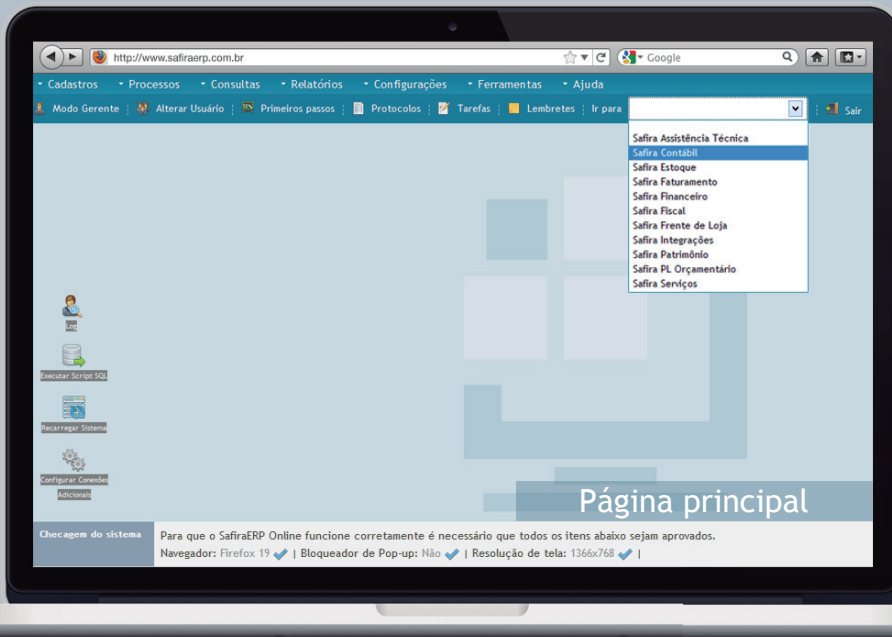 http://www.safiraerp.com.br
Google
Cadastros Processos Consultas Relatórios Configurações Ferramentas Ajuda
Modo Gerente Alterar Usuário Primeiros passos Protocolos Tarefas Lembretes Ir para Sair
Safira Assistência Técnica
Safira Contábil
Safira Estoque
Safira Faturamento
Safira Financeiro
Safira Fiscal
Safira Frente de Loja
Safira Integrações
Safira Patrimônio
Safira PL Orçamentário
Safira Serviços
Log
Executar Script SQL
Recarregar Sistema
Configurar Conexões
Adicionais
Página principal
Checagem do sistema
Para que o SafiraERP Online funcione corretamente é necessário que todos os itens abaixo sejam aprovados.
Navegador: Firefox 19 | Bloqueador de Pop-up: Não | Resolução de tela: 1366x768 |